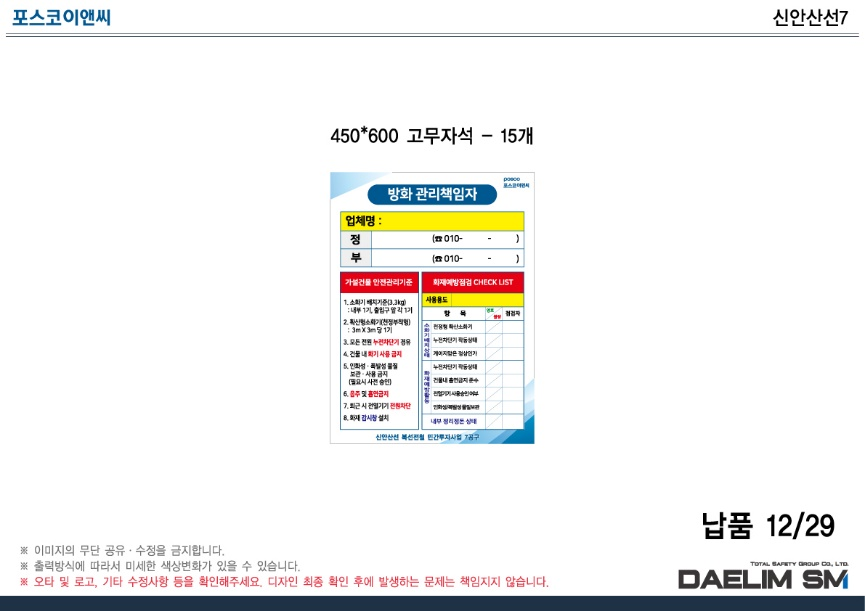 포스코이앤씨
신안산선7
450*600 고무자석 - 15개
posco
포스코이앤씨
방화 관리책임자
업체명 :
정 (☎ 010- - )
부 (☎ 010- - )
가설건물 안전관리기준
1. 소화기 배치기준(3.3kg)
: 내부 1기, 출입구 앞 각 1기
2. 확산형소화기(천정부착형)
: 3m X 3m 당 1기
3. 모든 전원 누전차단기 경유
4. 건물 내 화기 사용 금지
5. 인화성 · 폭발성 물질
보관 · 사용 금지
(필요시 사전 승인)
6. 음주 및 흡연금지
7. 퇴근 시 전열기기 전원차단
8. 화재 감시창 설치
화재예방점검 CHECK LIST
사용용도
항 목 점검자
천정형 확산소화기
누전차단기 작동상태
게이지압은 정상인가
누전차단기 작동상태
건물내 흡연금지 준수
전열기기 사용승인 여부
인화성/폭발성 물질보관
내부 정리정돈 상태
신안산선 복선전철 민간투자사업 7공구
납품 12/29
※ 이미지의 무단 공유 · 수정을 금지합니다.
※ 출력방식에 따라서 미세한 색상변화가 있을 수 있습니다.
※ 오타 및 로고, 기타 수정사항 등을 확인해주세요. 디자인 최종 확인 후에 발생하는 문제는 책임지지 않습니다.
TOTAL SAFETY GROUP CO., LTD.
DAELIM SM